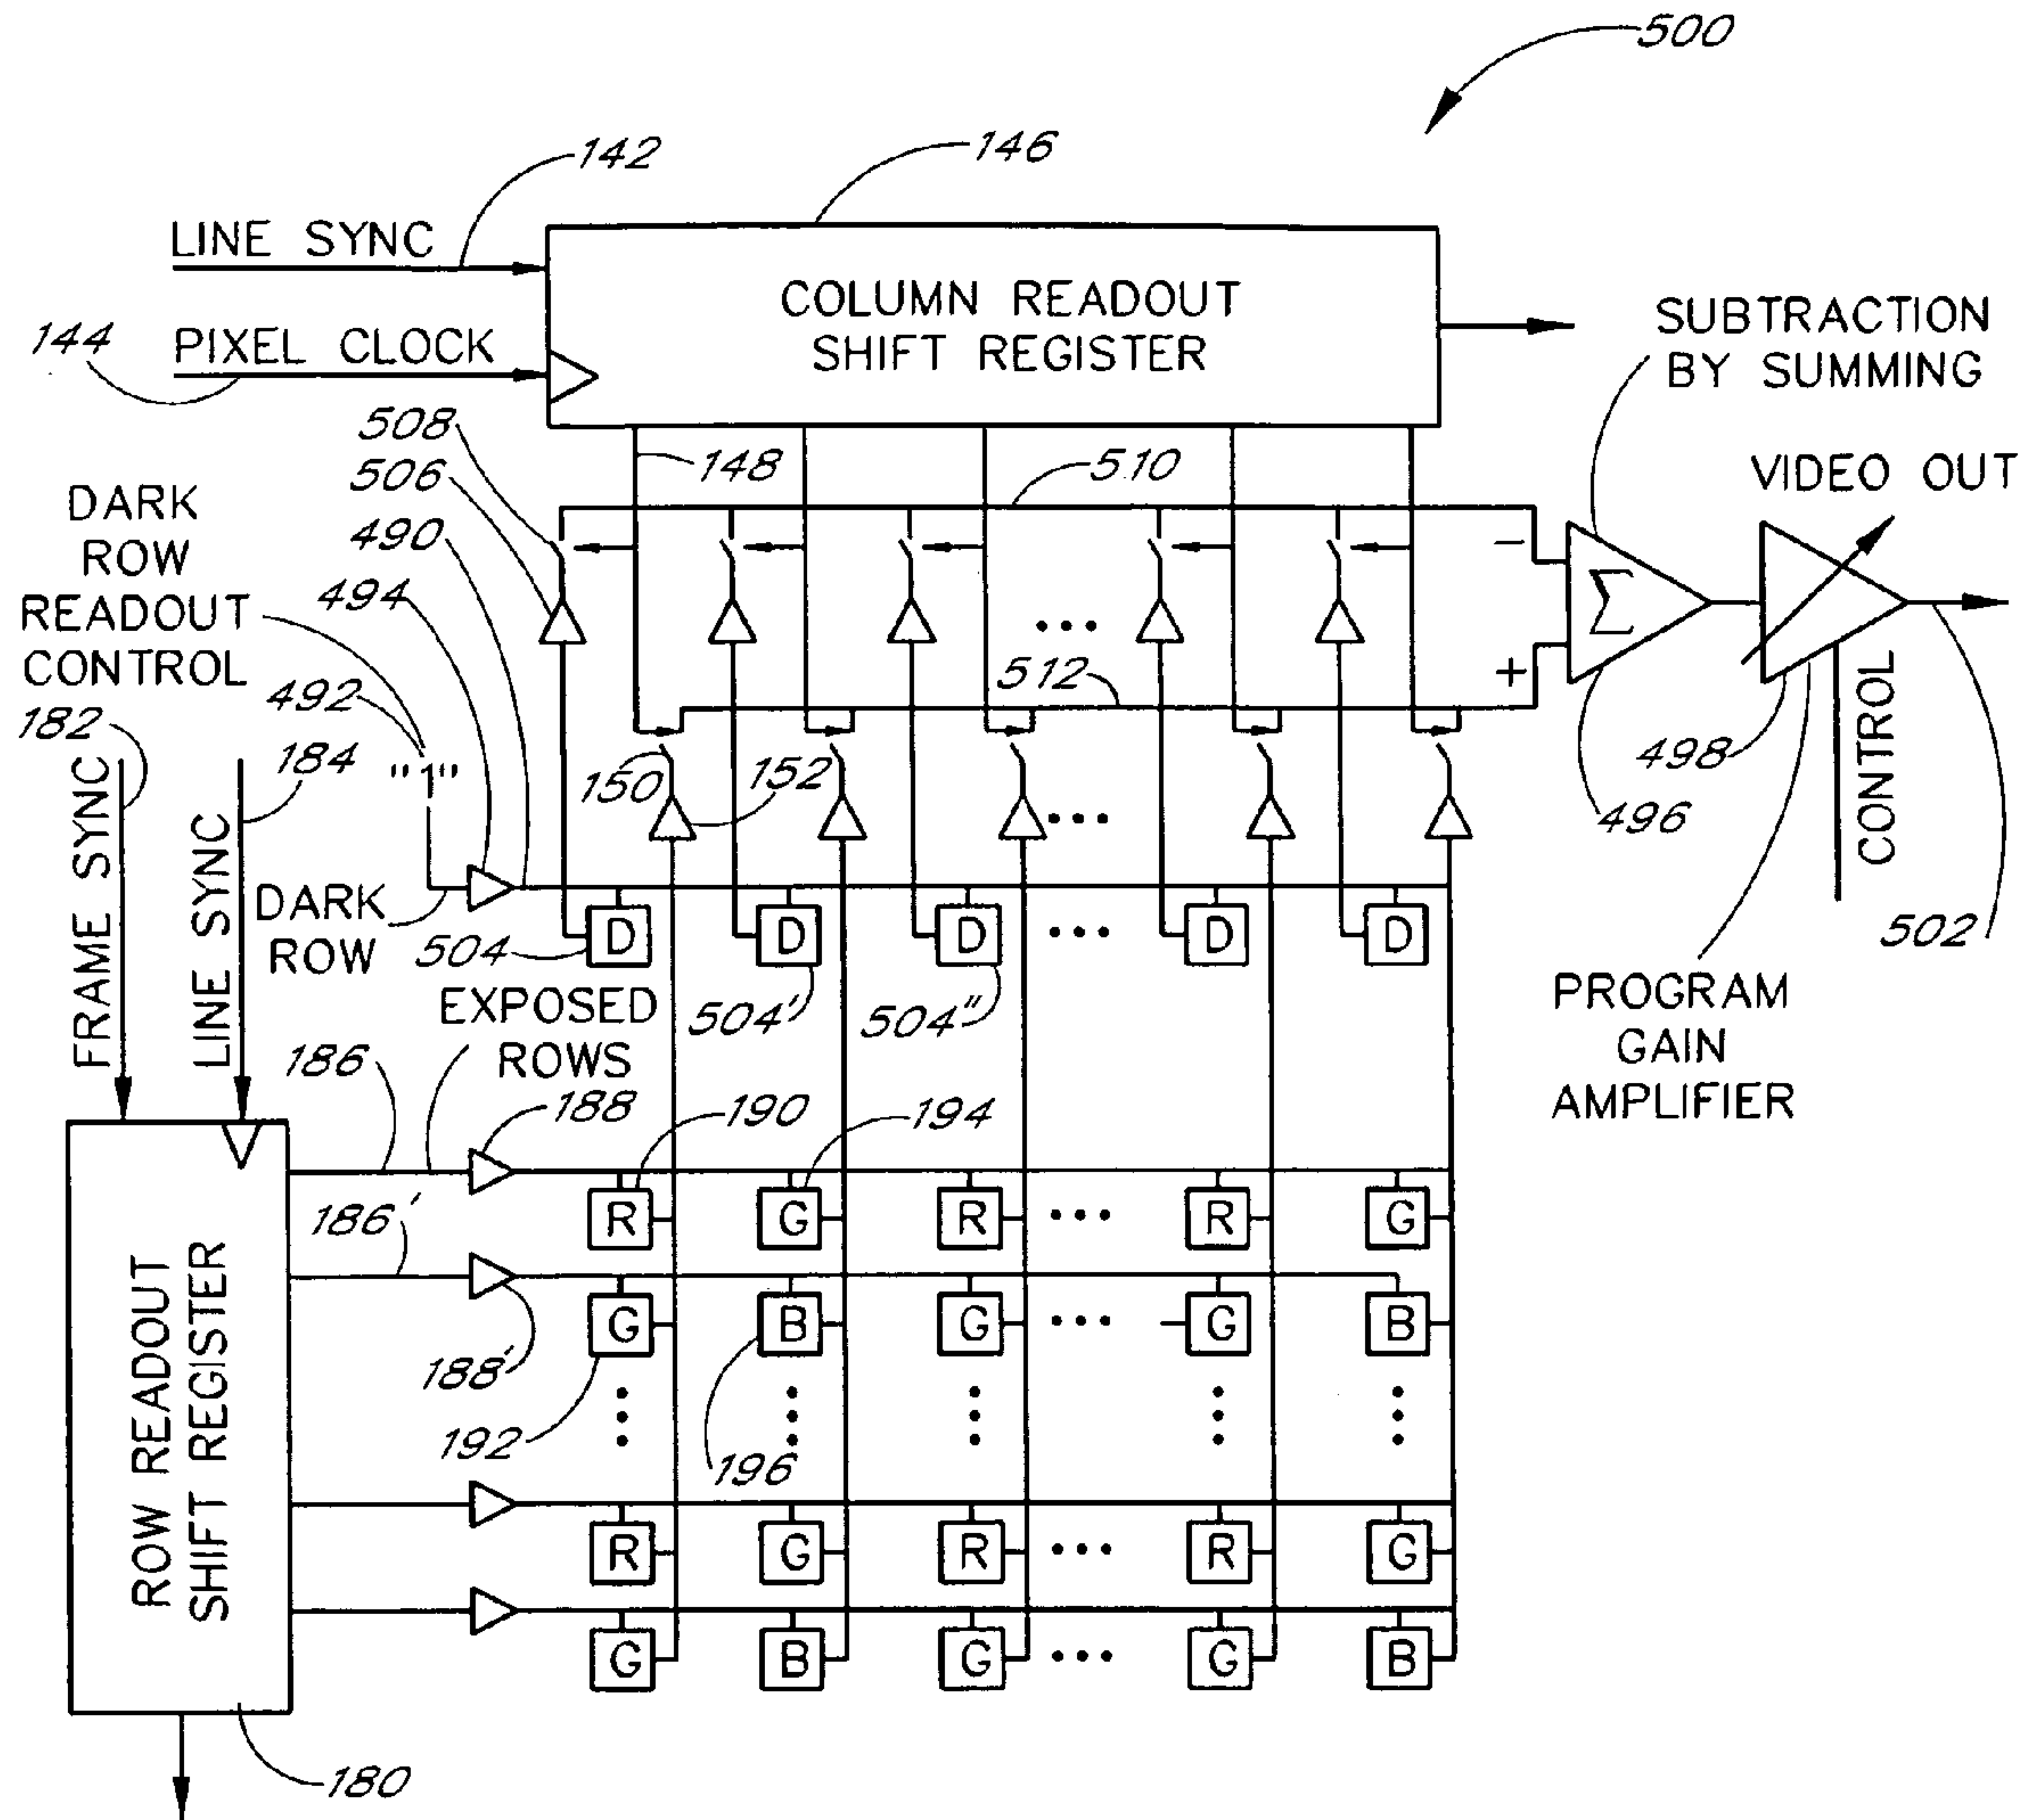 500
142
146
LINE SYNC
COLUMN READOUT
SHIFT REGISTER
144
PIXEL CLOCK
SUBTRACTION
BY SUMMING
508
506
148
510
VIDEO OUT
DARK
ROW
READOUT
CONTROL
490
494
492
−
Σ
+
...
512
182
184
"1"
150
152
...
498
496
CONTROL
FRAME SYNC
LINE SYNC
DARK
ROW
504
D D D ... D D
504'
504"
502
EXPOSED
ROWS
PROGRAM
GAIN
AMPLIFIER
186
188
190
194
R G R ... R G
186'
188'
G B G ... G B
192
196
ROW READOUT
SHIFT REGISTER
R G R ... R G
G B G ... G B
180